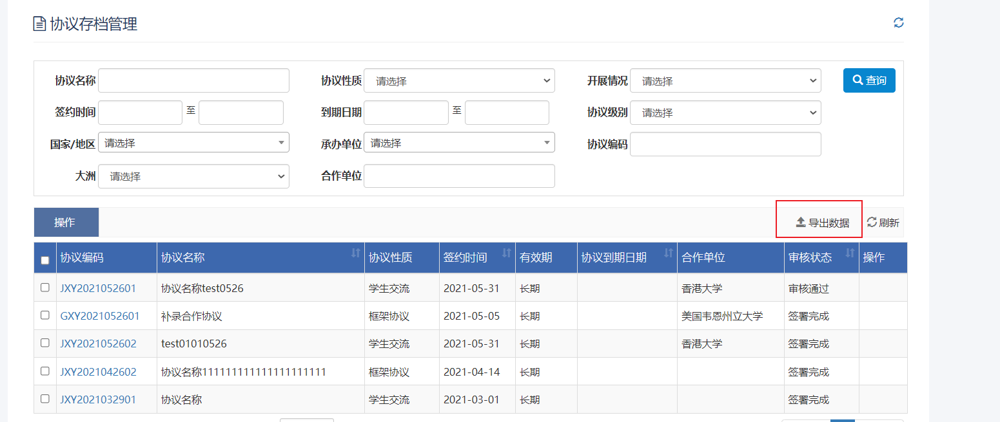 协议存档管理
协议名称 协议性质 请选择 开展情况 请选择 查询
签约时间 至 到期日期 至 协议级别 请选择
国家/地区 请选择 承办单位 请选择 协议编码
大洲 请选择 合作单位
操作 导出数据 刷新
协议编码 协议名称 协议性质 签约时间 有效期 协议到期日期 合作单位 审核状态 操作
JXY2021052601 协议名称test0526 学生交流 2021-05-31 长期 香港大学 审核通过
GXY2021052601 补录合作协议 框架协议 2021-05-05 长期 美国韦恩州立大学 签署完成
JXY2021052602 test01010526 学生交流 2021-05-31 长期 香港大学 签署完成
JXY2021042602 协议名称111111111111111111111 框架协议 2021-04-14 长期 签署完成
JXY2021032901 协议名称 学生交流 2021-03-01 长期 签署完成